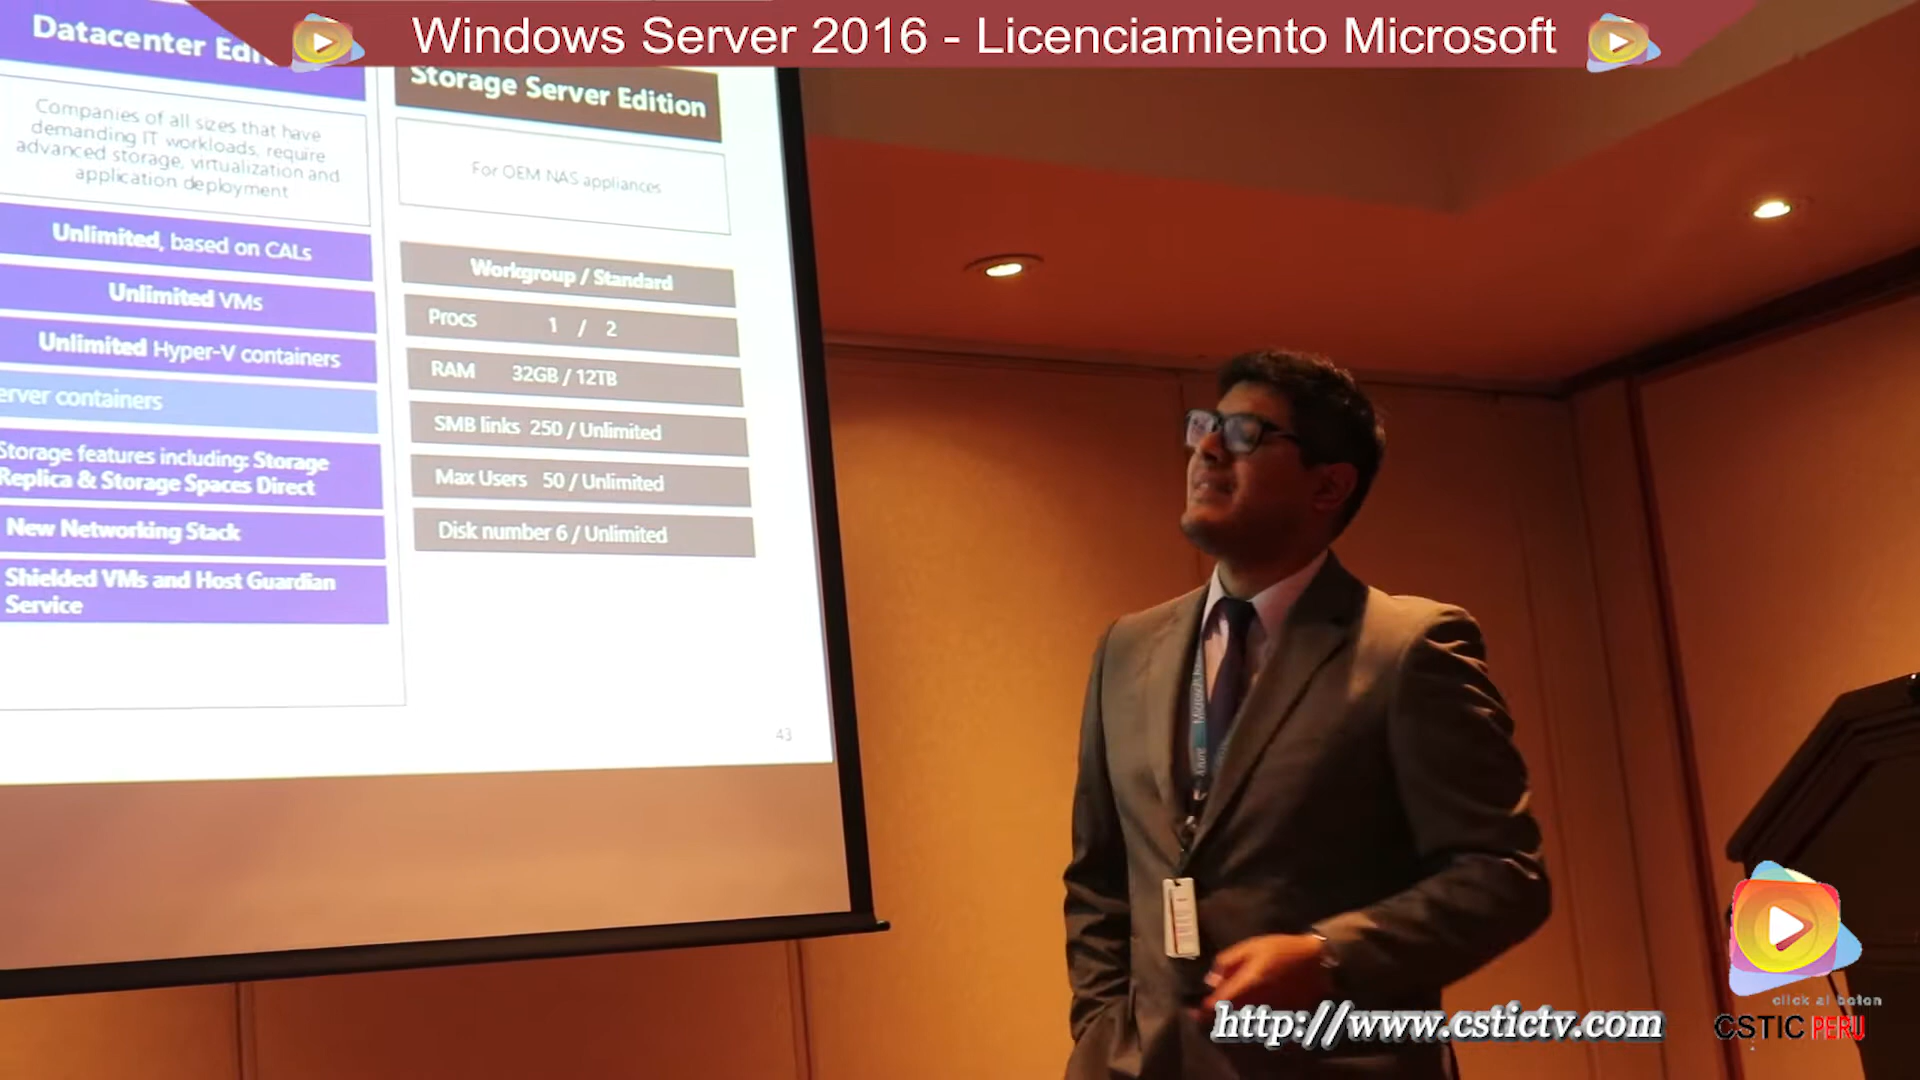 Windows Server 2016 - Licenciamiento Microsoft
Datacenter Edi
Companies of all sizes that have
demanding IT workloads, require
advanced storage, virtualization and
application deployment
Unlimited, based on CALs
Unlimited VMs
Unlimited Hyper-V containers
erver containers
Storage features including: Storage
Replica & Storage Spaces Direct
New Networking Stack
Shielded VMs and Host Guardian
Service
Storage Server Edition
For OEM NAS appliances
Workgroup / Standard
Procs 1 / 2
RAM 32GB / 12TB
SMB links 250 / Unlimited
Max Users 50 / Unlimited
Disk number 6 / Unlimited
43
Microsoft
Azure
http://www.cstictv.com
click al boton
CSTIC PERU